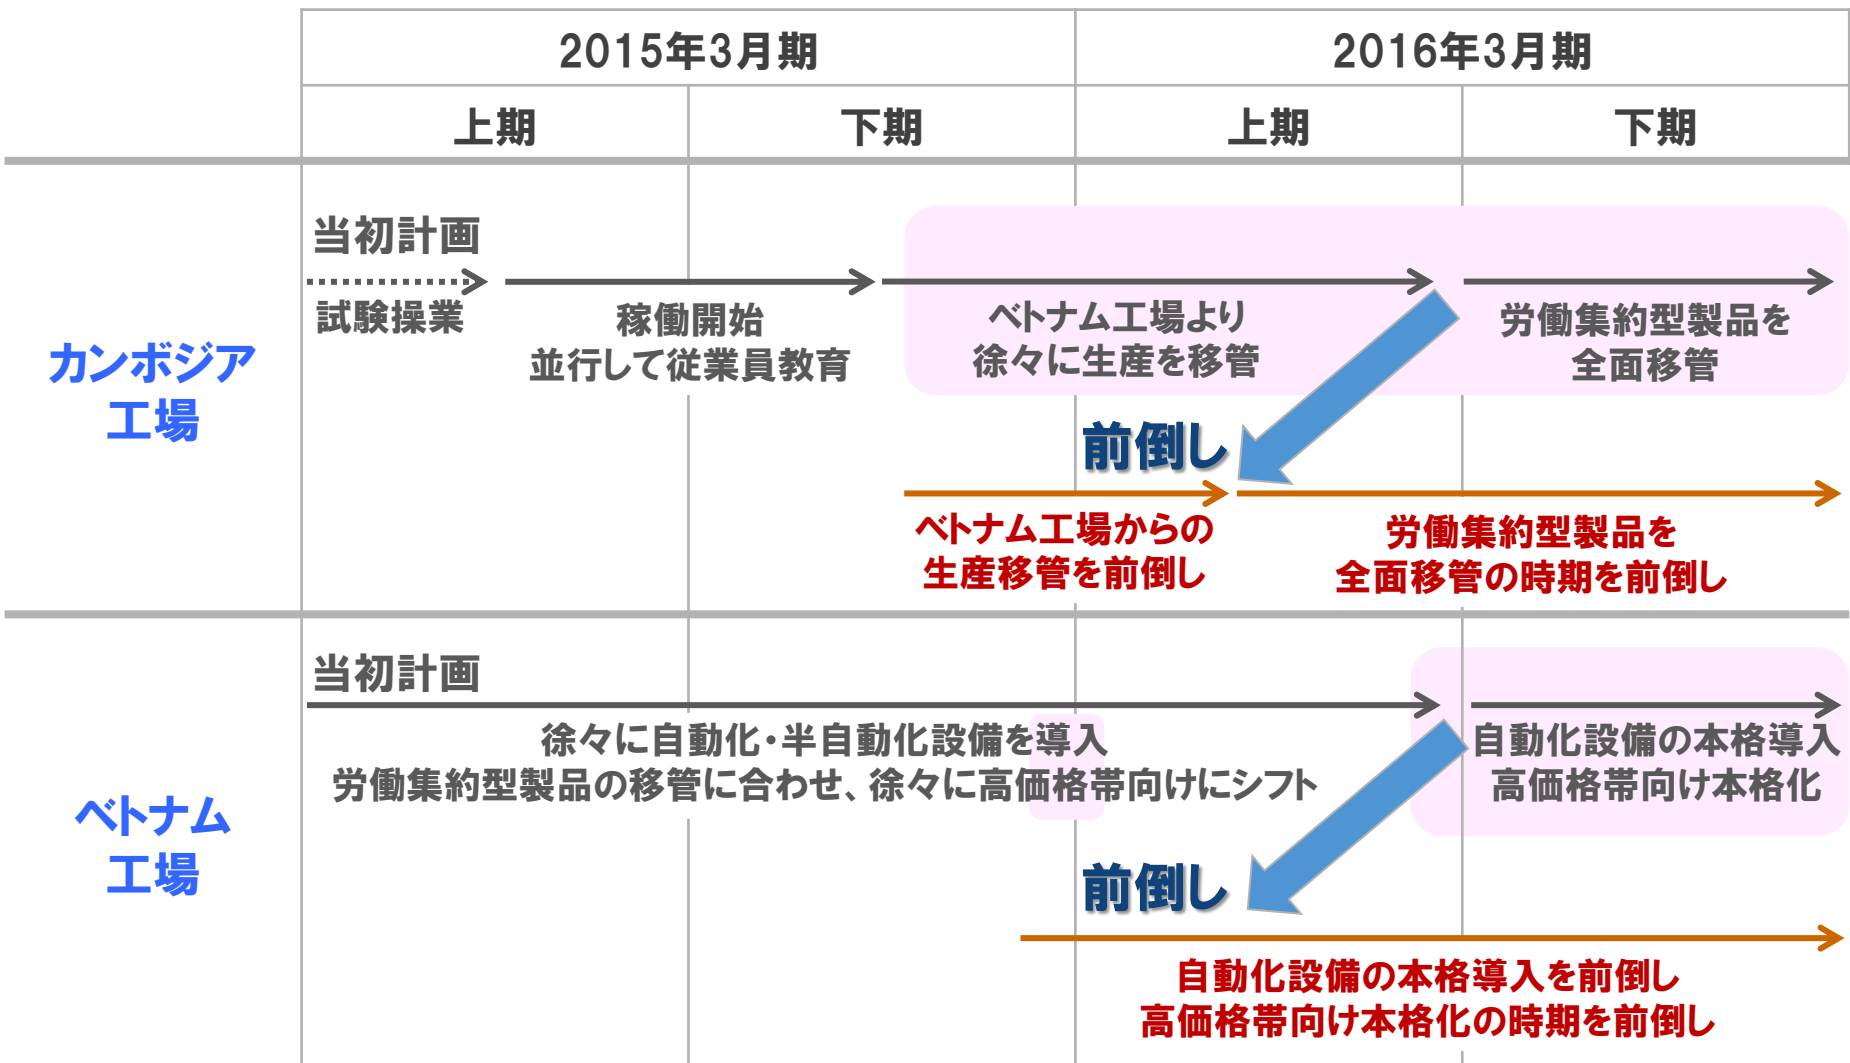 2015年3月期
2016年3月期
上期
下期
上期
下期
カンボジア
工場
当初計画
試験操業
稼働開始
並行して従業員教育
ベトナム工場より
徐々に生産を移管
労働集約型製品を
全面移管
前倒し
ベトナム工場からの
生産移管を前倒し
労働集約型製品を
全面移管の時期を前倒し
ベトナム
工場
当初計画
徐々に自動化・半自動化設備を導入
労働集約型製品の移管に合わせ、徐々に高価格帯向けにシフト
自動化設備の本格導入
高価格帯向け本格化
前倒し
自動化設備の本格導入を前倒し
高価格帯向け本格化の時期を前倒し